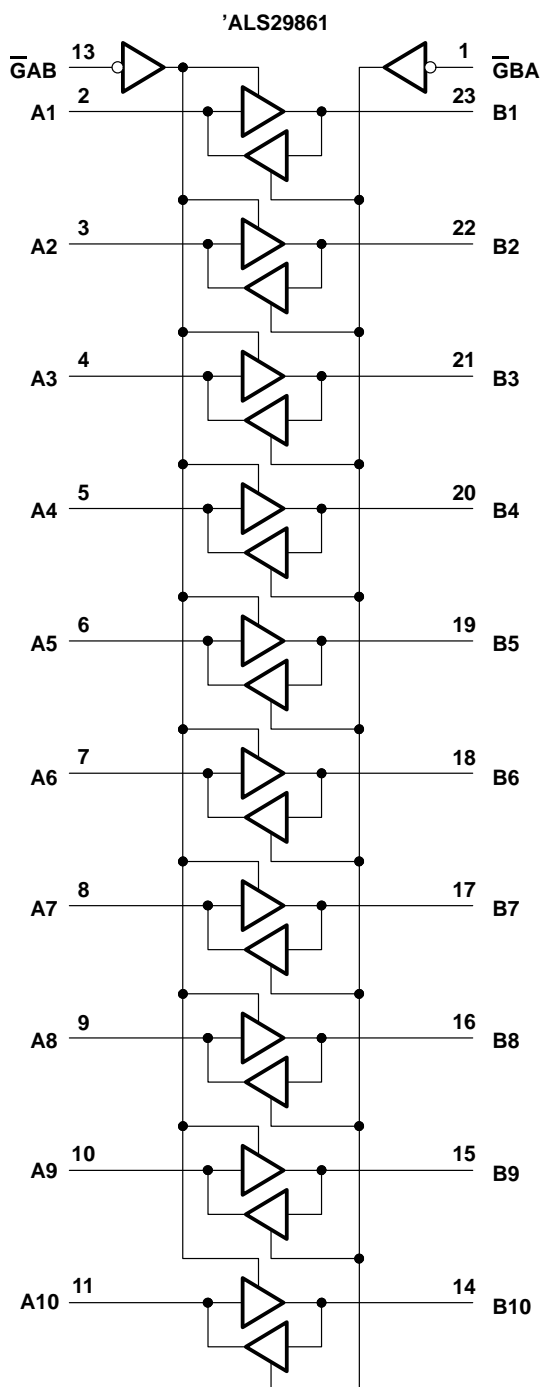 'ALS29861
G̅AB 13 1 G̅BA
A1 2 23 B1
A2 3 22 B2
A3 4 21 B3
A4 5 20 B4
A5 6 19 B5
A6 7 18 B6
A7 8 17 B7
A8 9 16 B8
A9 10 15 B9
A10 11 14 B10